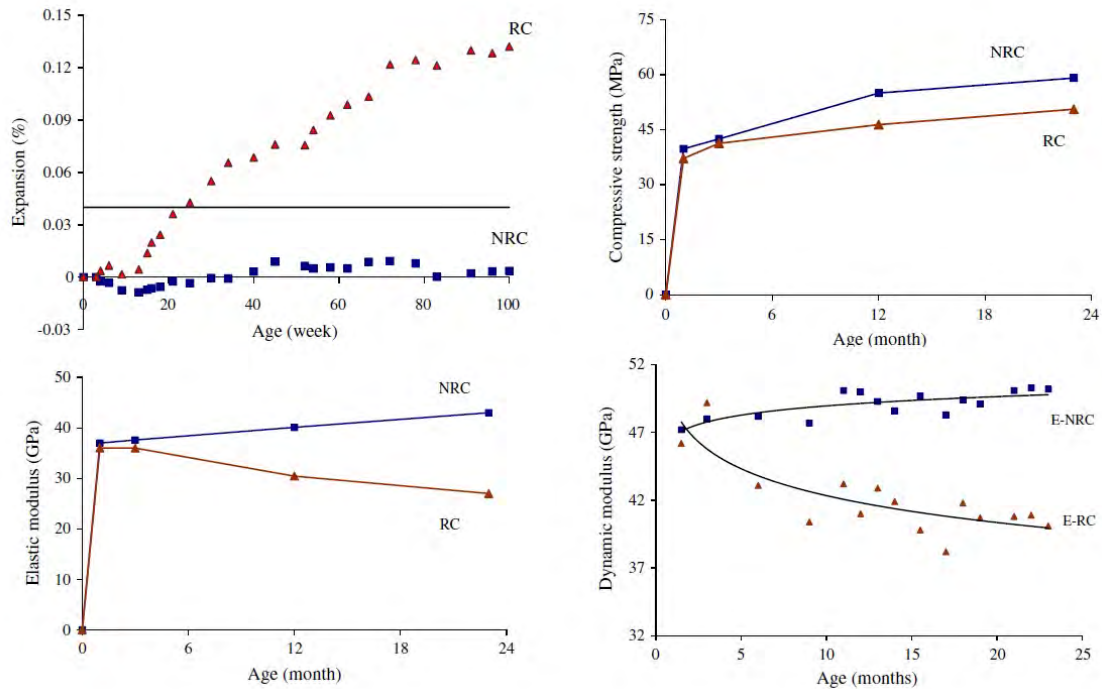 0.15
0.12
0.09
0.06
0.03
0
-0.03
Expansion (%)
RC
NRC
0 20 40 60 80 100
Age (week)
75
60
45
30
15
0
Compressive strength (MPa)
NRC
RC
0 6 12 18 24
Age (month)
50
40
30
20
10
0
Elastic modulus (GPa)
NRC
RC
0 6 12 18 24
Age (month)
52
47
42
37
32
Dynamic modulus (GPa)
E-NRC
E-RC
0 5 10 15 20 25
Age (months)